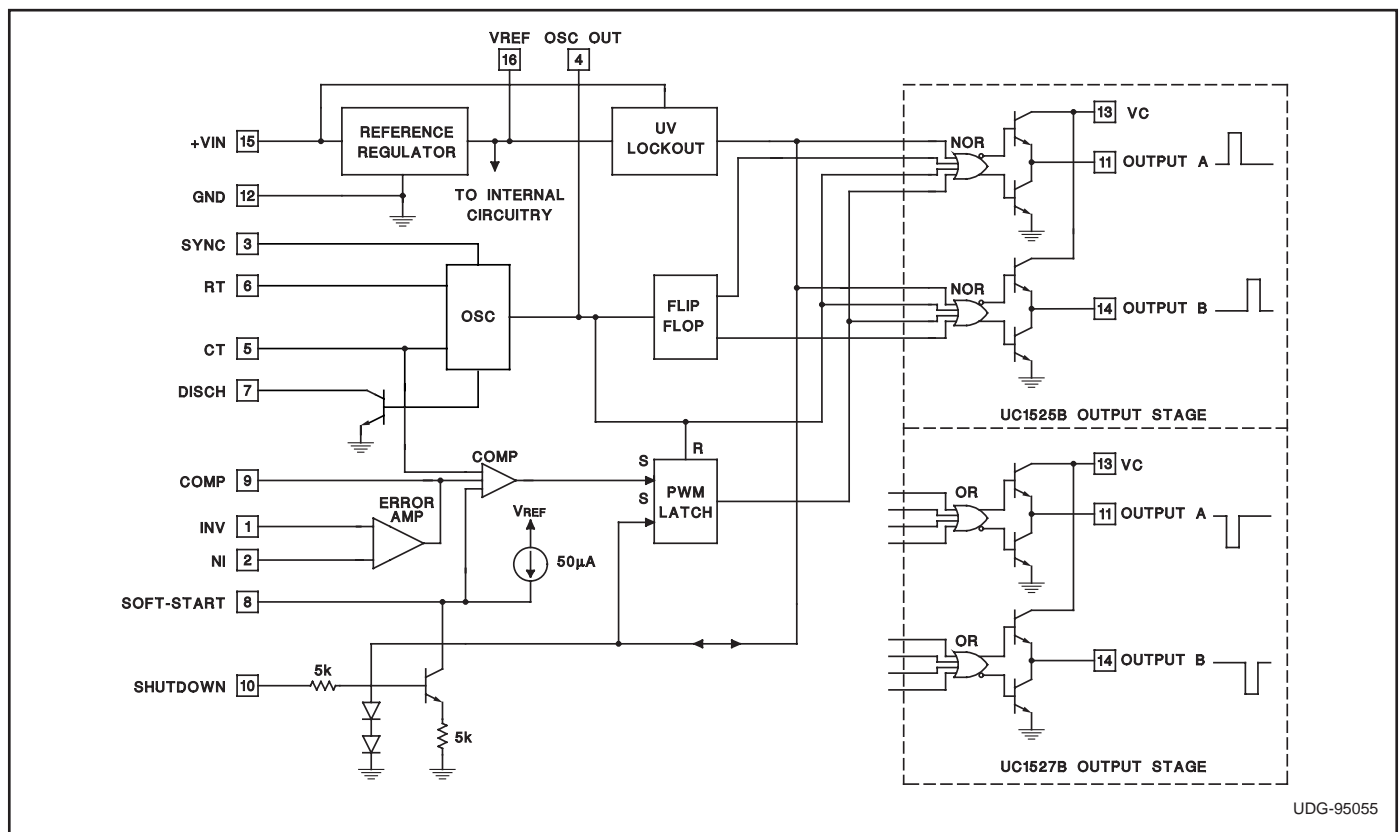 VREF OSC OUT
16
4
+VIN 15
REFERENCE
REGULATOR
UV
LOCKOUT
NOR
13 VC
11 OUTPUT A
GND 12
TO INTERNAL
CIRCUITRY
SYNC 3
RT 6
OSC
FLIP
FLOP
NOR
14 OUTPUT B
CT 5
DISCH 7
UC1525B OUTPUT STAGE
COMP
R
S
S
PWM
LATCH
COMP 9
ERROR
AMP
INV 1
NI 2
VREF
50µA
OR
13 VC
11 OUTPUT A
SOFT-START 8
OR
14 OUTPUT B
SHUTDOWN 10
5k
5k
UC1527B OUTPUT STAGE
UDG-95055